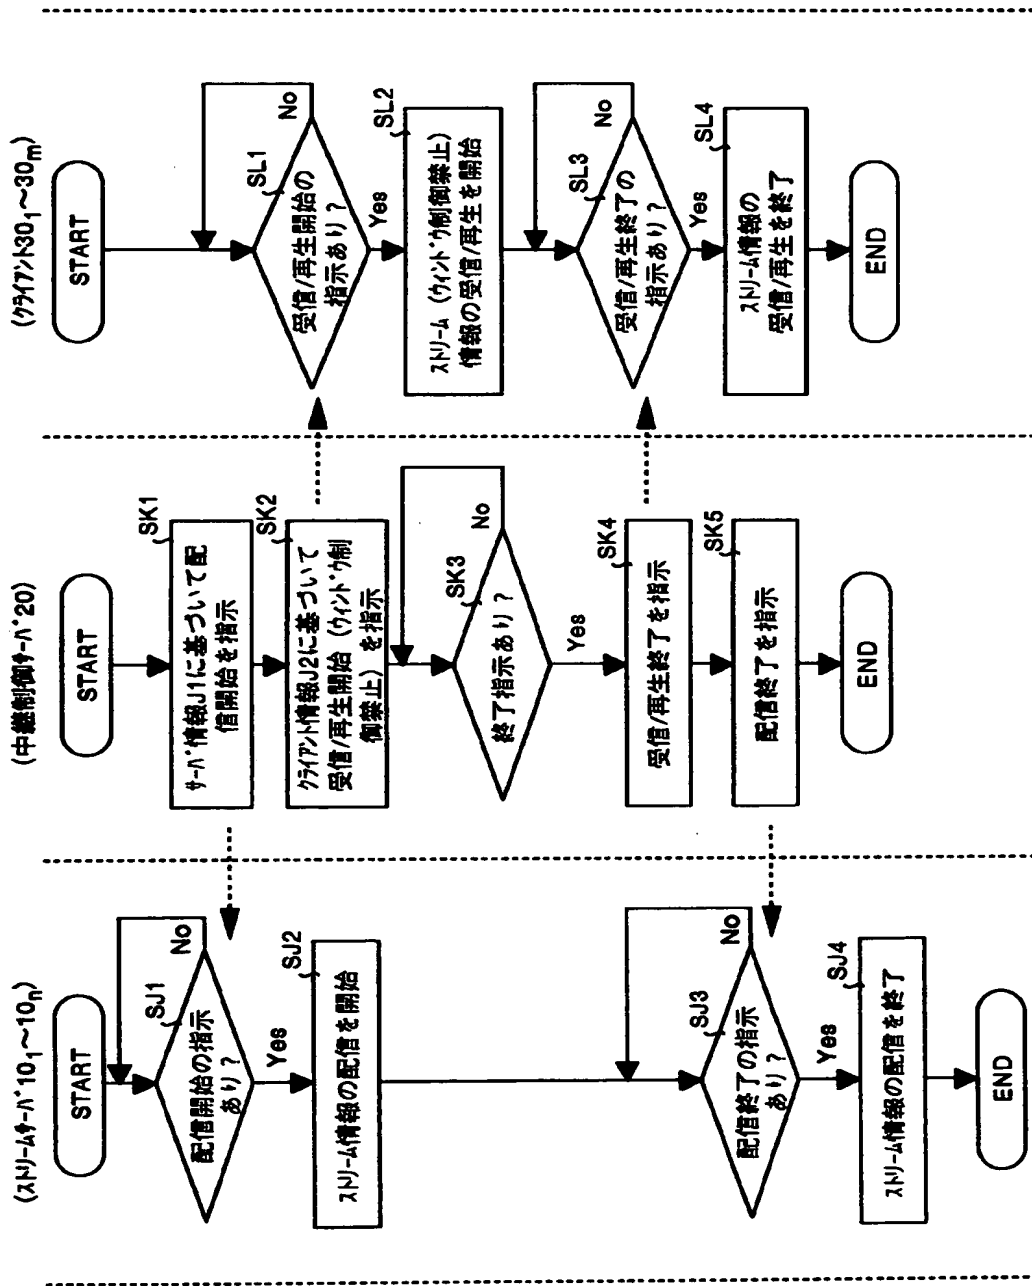 (ストリームサーバ10₁〜10ₙ)
START
SJ1
配信開始の指示
あり？
No
Yes
SJ2
ストリーム情報の配信を開始
SJ3
配信終了の指示
あり？
No
Yes
SJ4
ストリーム情報の配信を終了
END
(中継制御サーバ20)
START
SK1
サーバ情報J1に基づいて配
信開始を指示
SK2
クライアント情報J2に基づいて
受信/再生開始（ウィンドウ制
御禁止）を指示
SK3
終了指示あり？
No
Yes
SK4
受信/再生終了を指示
SK5
配信終了を指示
END
(クライアント30₁〜30ₘ)
START
SL1
受信/再生開始の
指示あり？
No
Yes
SL2
ストリーム（ウィンドウ制御禁止）
情報の受信/再生を開始
SL3
受信/再生終了の
指示あり？
No
Yes
SL4
ストリーム情報の
受信/再生を終了
END